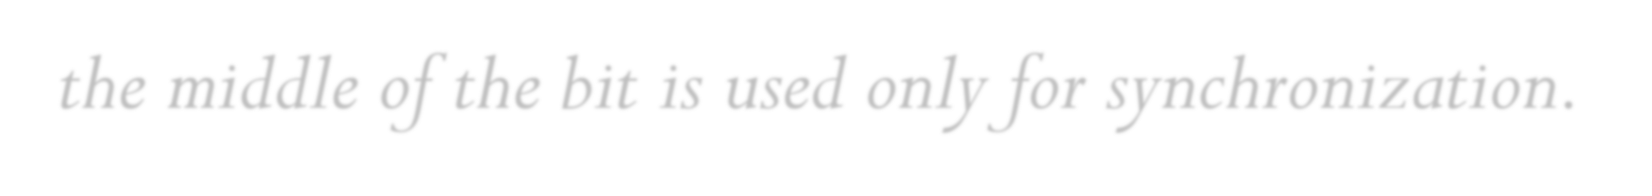 the middle of the bit is used only for synchronization.